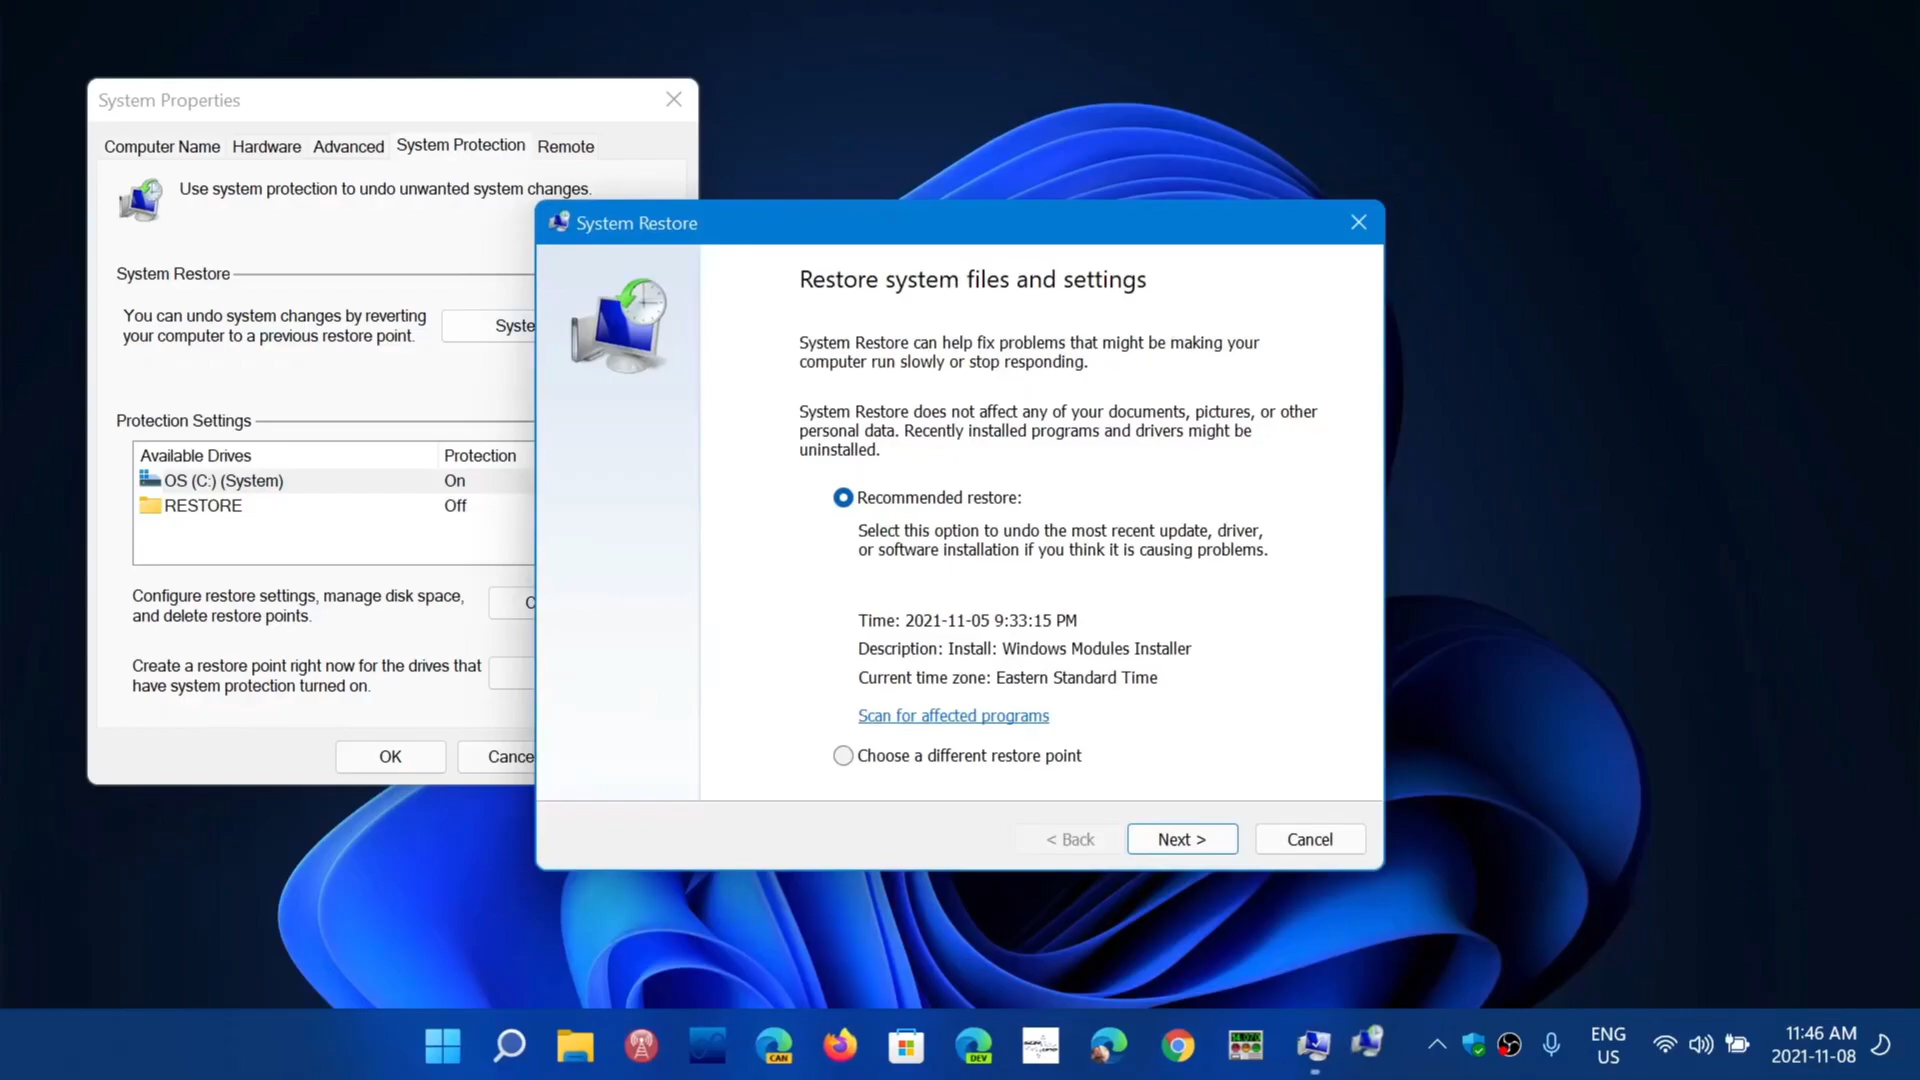 System Properties
Computer Name Hardware Advanced System Protection Remote
Use system protection to undo unwanted system changes.
System Restore
You can undo system changes by reverting
your computer to a previous restore point.
Syste
Protection Settings
Available Drives Protection
OS (C:) (System) On
RESTORE Off
Configure restore settings, manage disk space,
and delete restore points.
Create a restore point right now for the drives that
have system protection turned on.
OK Cance
System Restore
Restore system files and settings
System Restore can help fix problems that might be making your
computer run slowly or stop responding.
System Restore does not affect any of your documents, pictures, or other
personal data. Recently installed programs and drivers might be
uninstalled.
Recommended restore:
Select this option to undo the most recent update, driver,
or software installation if you think it is causing problems.
Time: 2021-11-05 9:33:15 PM
Description: Install: Windows Modules Installer
Current time zone: Eastern Standard Time
Scan for affected programs
Choose a different restore point
< Back Next > Cancel
CAN
DEV
ENG
US
11:46 AM
2021-11-08